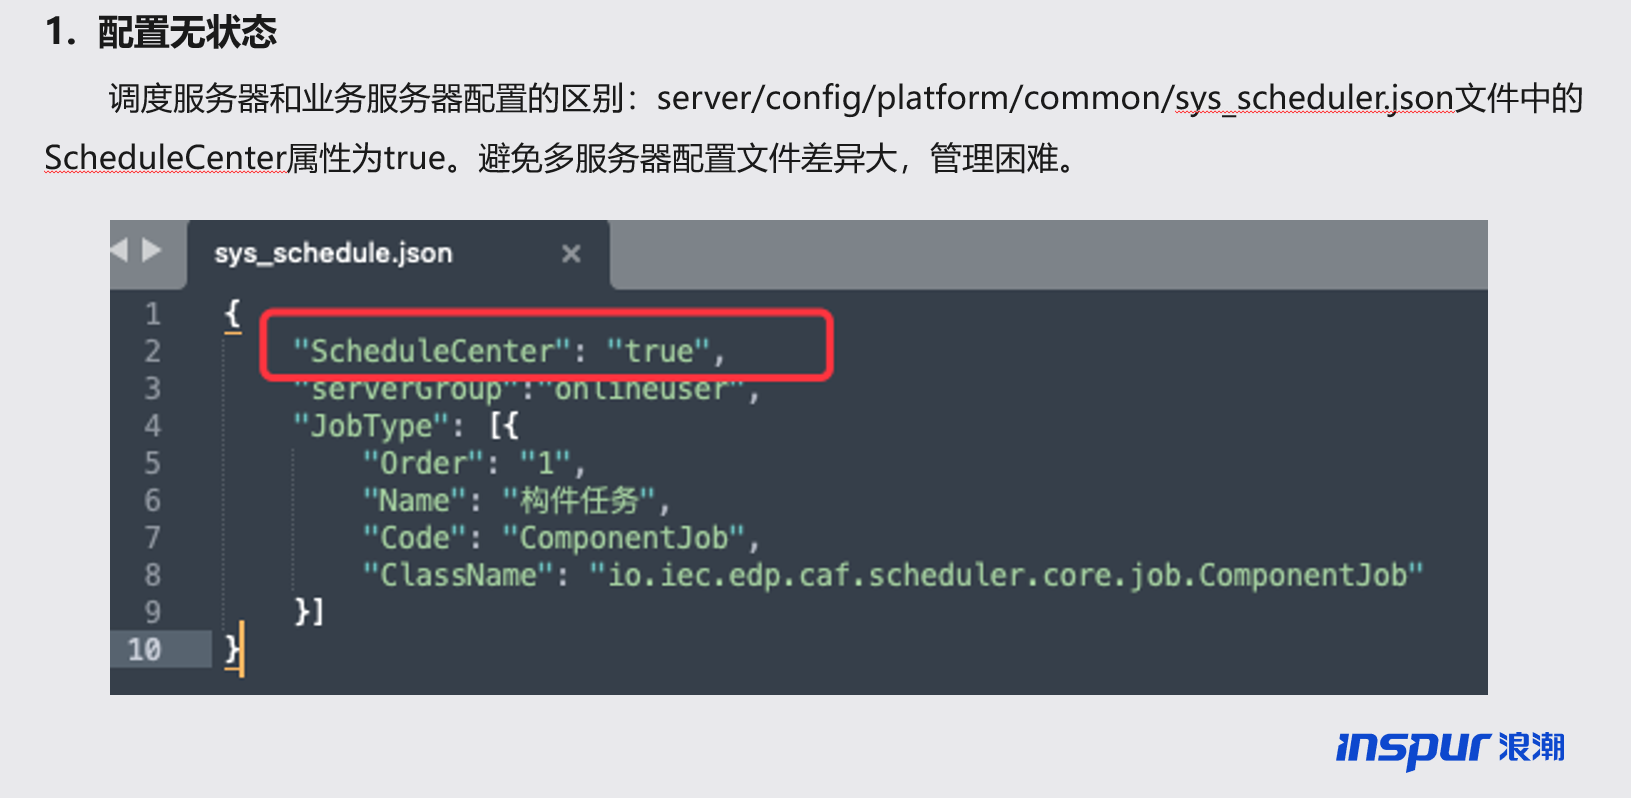 1. 配置无状态
调度服务器和业务服务器配置的区别：server/config/platform/common/sys_scheduler.json文件中的
ScheduleCenter属性为true。避免多服务器配置文件差异大，管理困难。
sys_schedule.json ×
1 {
2 "ScheduleCenter": "true",
3 "serverGroup":"onlineuser",
4 "JobType": [{
5 "Order": "1",
6 "Name": "构件任务",
7 "Code": "ComponentJob",
8 "ClassName": "io.iec.edp.caf.scheduler.core.job.ComponentJob"
9 }]
10 }
inspur 浪潮